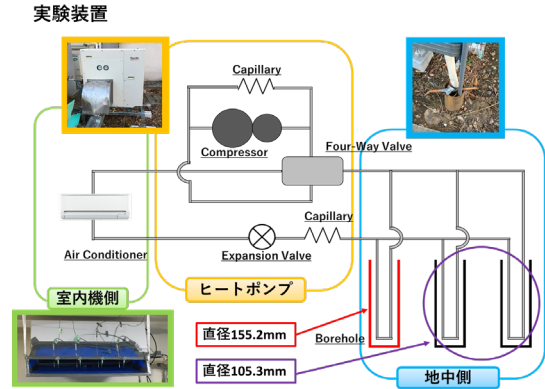 実験装置
Capillary
Compressor
Four-Way Valve
Capillary
Air Conditioner
Expansion Valve
室内機側
ヒートポンプ
直径155.2mm
Borehole
直径105.3mm
地中側